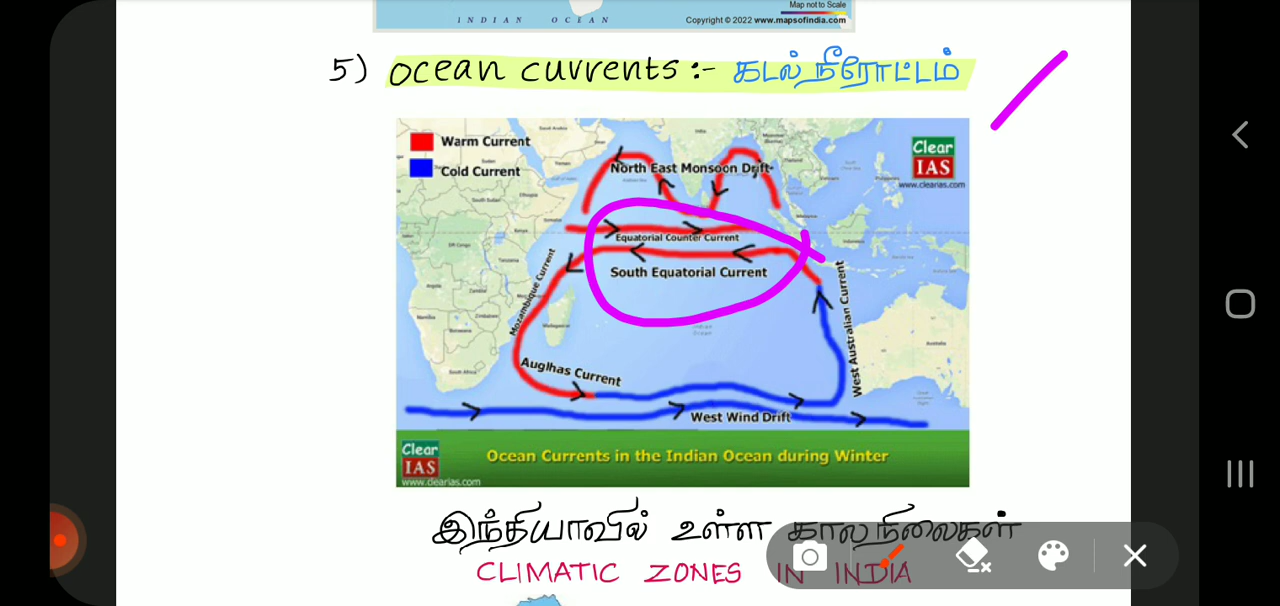 Map not to Scale
INDIAN OCEAN
Copyright © 2022 www.mapsofindia.com
5) Ocean currents :- கடல் நீரோட்டம்
Warm Current
Cold Current
Clear
IAS
www.clearias.com
North East Monsoon Drift
Equatorial Counter Current
South Equatorial Current
Mozambique Current
West Australian Current
Auglhas Current
West Wind Drift
Clear
IAS
www.clearias.com
Ocean Currents in the Indian Ocean during Winter
இந்தியாவில் உள்ள காலநிலைகள்
CLIMATIC ZONES IN INDIA